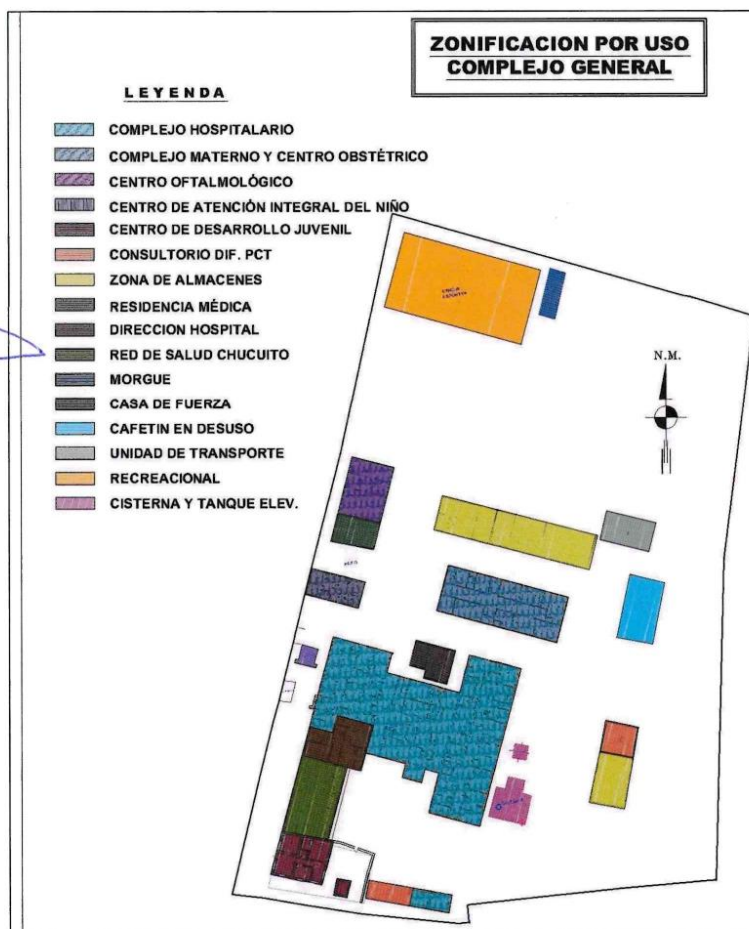 ZONIFICACION POR USO
COMPLEJO GENERAL
LEYENDA
COMPLEJO HOSPITALARIO
COMPLEJO MATERNO Y CENTRO OBSTÉTRICO
CENTRO OFTALMOLÓGICO
CENTRO DE ATENCIÓN INTEGRAL DEL NIÑO
CENTRO DE DESARROLLO JUVENIL
CONSULTORIO DIF. PCT
ZONA DE ALMACENES
RESIDENCIA MÉDICA
DIRECCION HOSPITAL
RED DE SALUD CHUCUITO
MORGUE
CASA DE FUERZA
CAFETIN EN DESUSO
UNIDAD DE TRANSPORTE
RECREACIONAL
CISTERNA Y TANQUE ELEV.
N.M.